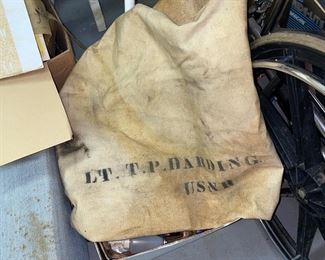 LT. T. P. DARDING.
USNR